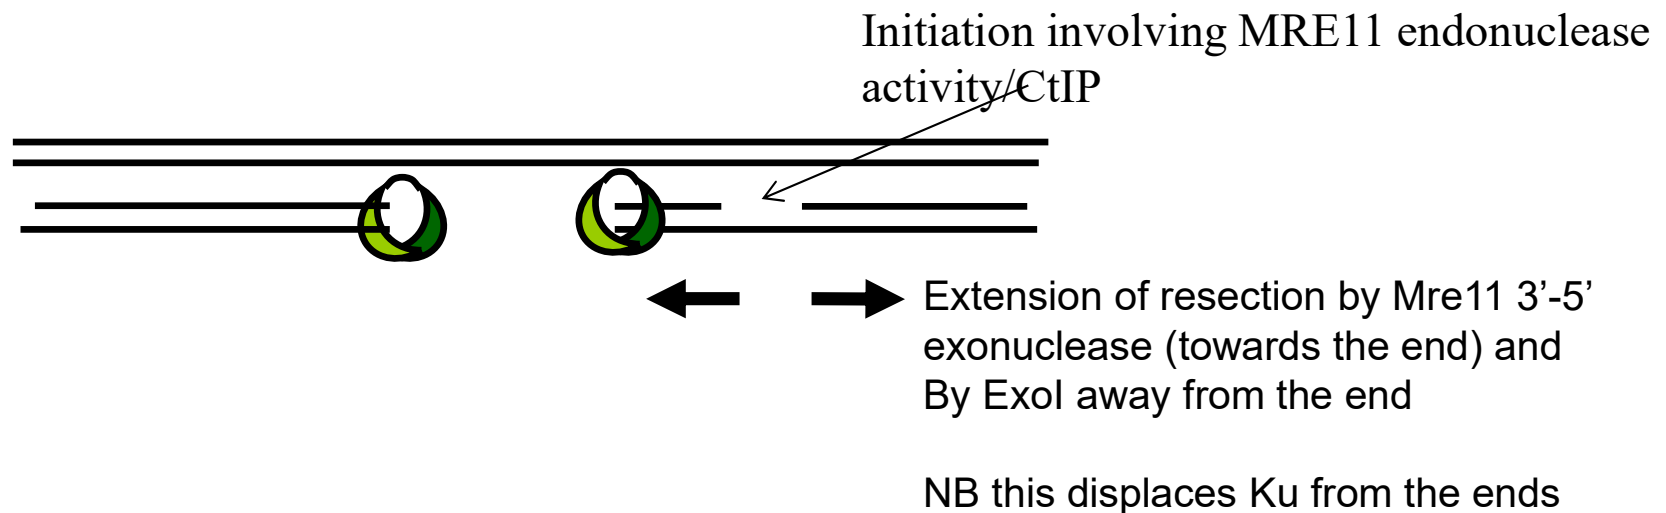 Initiation involving MRE11 endonuclease
activity/CtIP
Extension of resection by Mre11 3’-5’
exonuclease (towards the end) and
By ExoI away from the end
NB this displaces Ku from the ends